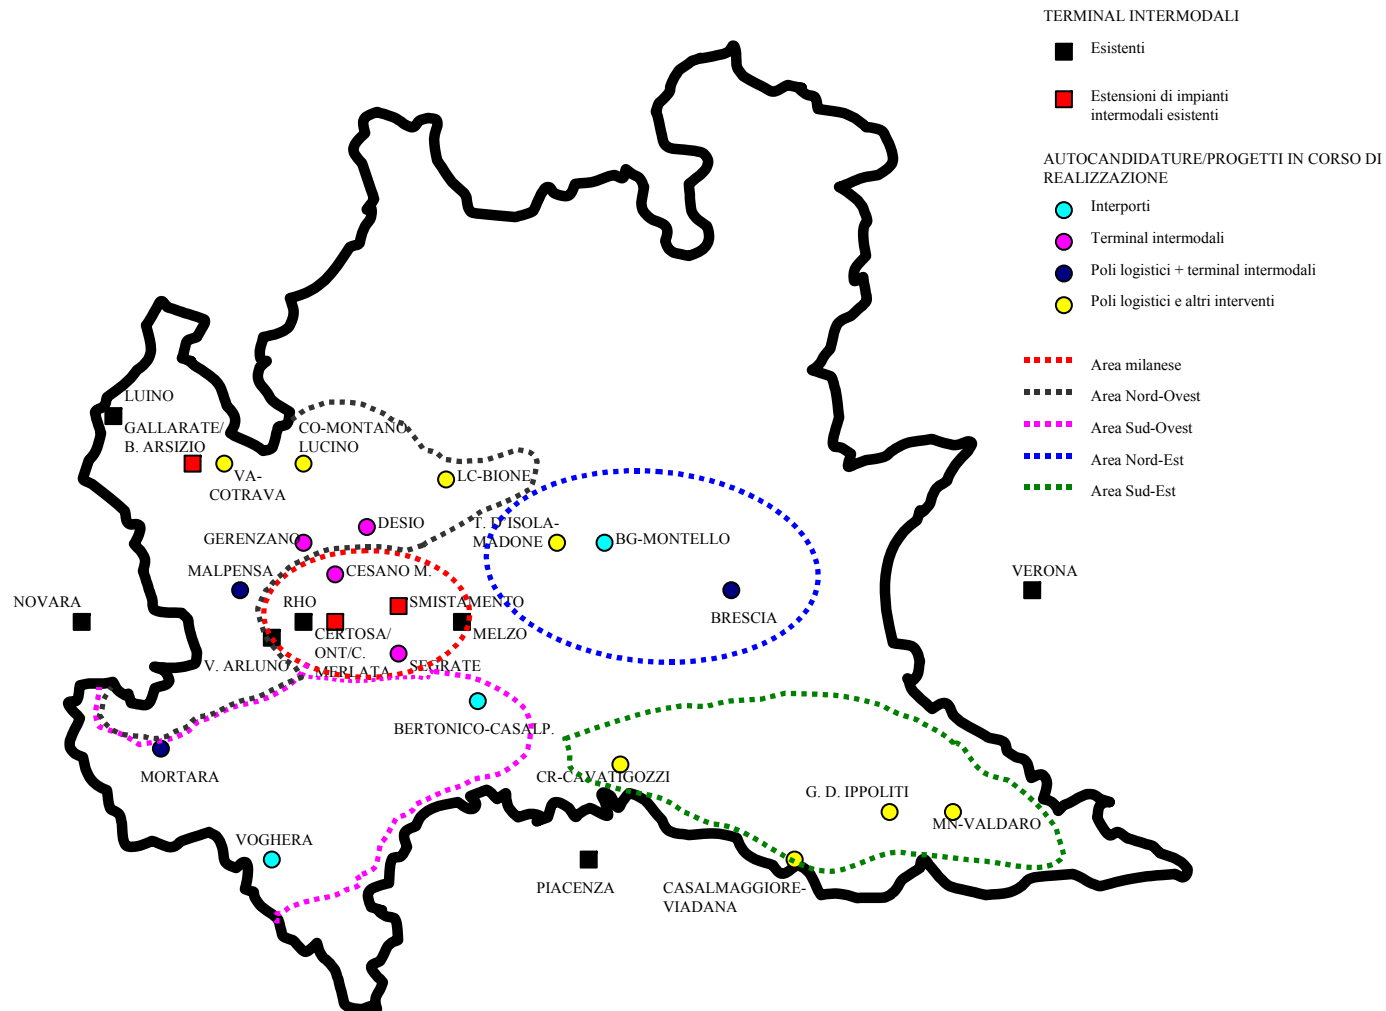 TERMINAL INTERMODALI
Esistenti
Estensioni di impianti
intermodali esistenti
AUTOCANDIDATURE/PROGETTI IN CORSO DI
REALIZZAZIONE
Interporti
Terminal intermodali
Poli logistici + terminal intermodali
Poli logistici e altri interventi
Area milanese
Area Nord-Ovest
Area Sud-Ovest
Area Nord-Est
Area Sud-Est
LUINO
GALLARATE/
B. ARSIZIO
VA-
COTRAVA
CO-MONTANO
LUCINO
LC-BIONE
DESIO
GERENZANO
T. D'ISOLA-
MADONE
BG-MONTELLO
MALPENSA
CESANO M.
VERONA
NOVARA
RHO
SMISTAMENTO
BRESCIA
CERTOSA/
ONT/C.
MERLATA
MELZO
V. ARLUNO
SEGRATE
BERTONICO-CASALP.
MORTARA
CR-CAVATIGOZZI
G. D. IPPOLITI
MN-VALDARO
VOGHERA
PIACENZA
CASALMAGGIORE-
VIADANA